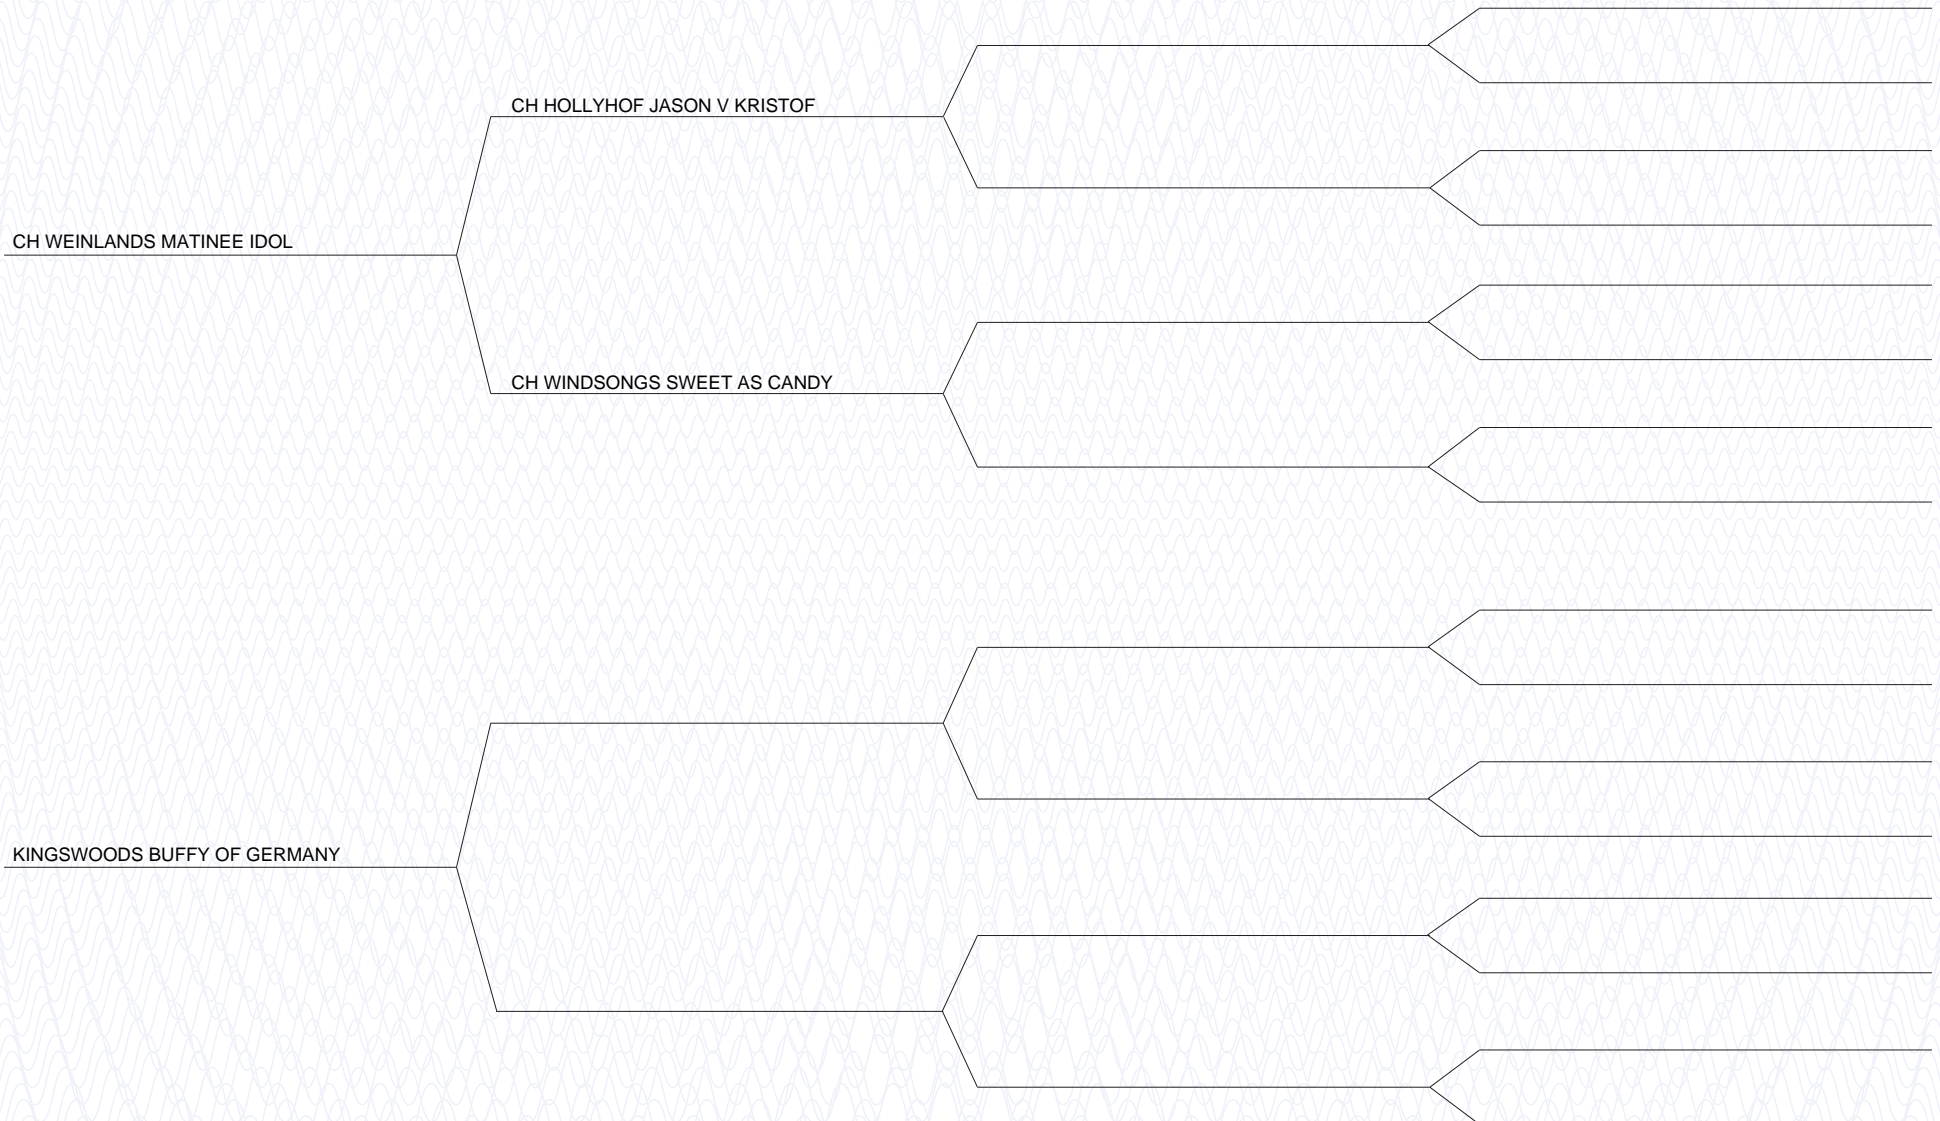 CH HOLLYHOF JASON V KRISTOF
CH WEINLANDS MATINEE IDOL
CH WINDSONGS SWEET AS CANDY
KINGSWOODS BUFFY OF GERMANY